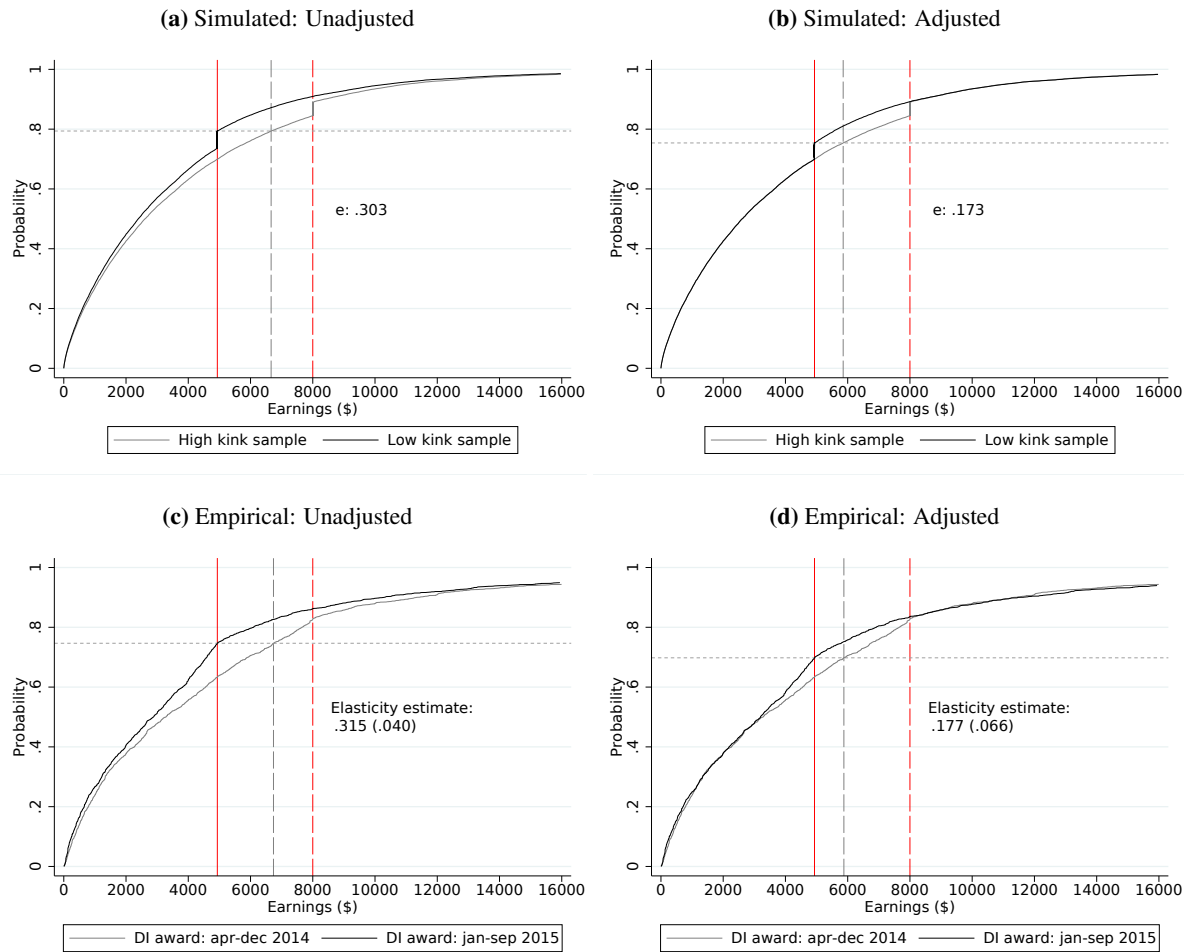 (a) Simulated: Unadjusted
Probability
1
.8
.6
.4
.2
0
e: .303
0 2000 4000 6000 8000 10000 12000 14000 16000
Earnings ($)
High kink sample Low kink sample
(b) Simulated: Adjusted
Probability
1
.8
.6
.4
.2
0
e: .173
0 2000 4000 6000 8000 10000 12000 14000 16000
Earnings ($)
High kink sample Low kink sample
(c) Empirical: Unadjusted
Probability
1
.8
.6
.4
.2
0
Elasticity estimate:
.315 (.040)
0 2000 4000 6000 8000 10000 12000 14000 16000
Earnings ($)
DI award: apr-dec 2014 DI award: jan-sep 2015
(d) Empirical: Adjusted
Probability
1
.8
.6
.4
.2
0
Elasticity estimate:
.177 (.066)
0 2000 4000 6000 8000 10000 12000 14000 16000
Earnings ($)
DI award: apr-dec 2014 DI award: jan-sep 2015